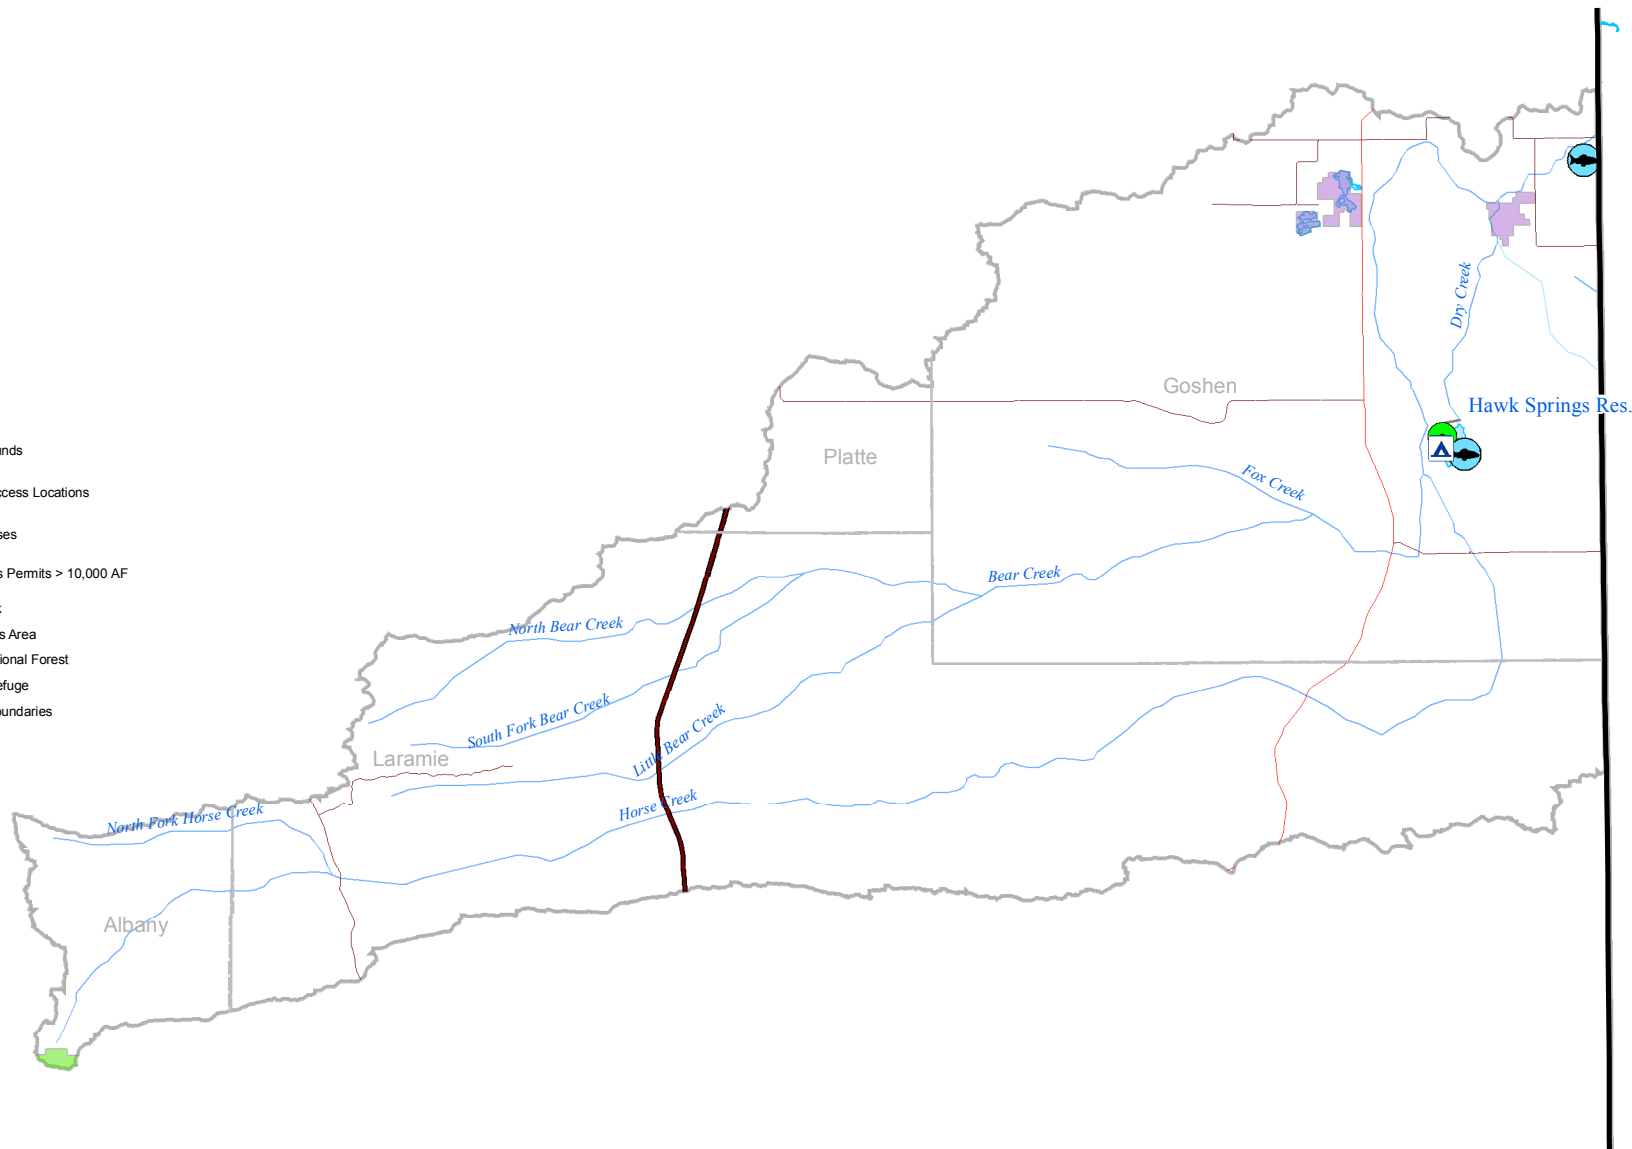 Hawk Springs Res.
Goshen
Dry Creek
Platte
Fox Creek
Bear Creek
North Bear Creek
South Fork Bear Creek
Little Bear Creek
Laramie
Horse Creek
North Fork Horse Creek
Albany
unds
ccess Locations
ses
s Permits > 10,000 AF
s Area
ional Forest
efuge
oundaries